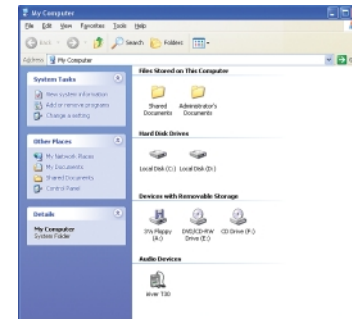 My Computer
File Edit View Favorites Tools Help
Back Search Folders
Address My Computer
System Tasks
View system information
Add or remove programs
Change a setting
Other Places
My Network Places
My Documents
Shared Documents
Control Panel
Details
My Computer
System Folder
Files Stored on This Computer
Shared Documents
Administrator's Documents
Hard Disk Drives
Local Disk (C:) Local Disk (D:)
Devices with Removable Storage
3½ Floppy (A:)
DVD/CD-RW Drive (E:)
CD Drive (F:)
Audio Devices
iriver T30